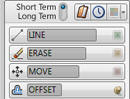 Short Term
Long Term
LINE
ERASE
MOVE
OFFSET